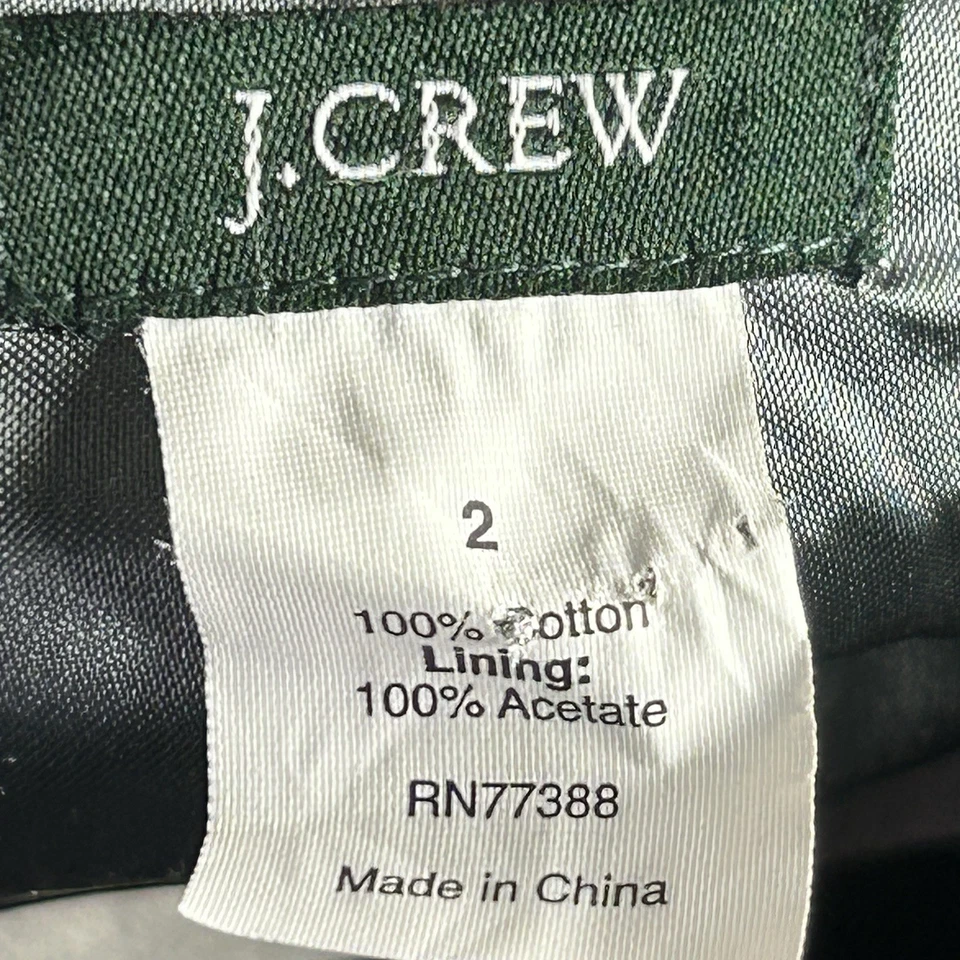 J.CREW
2
100% Cotton
Lining:
100% Acetate
RN77388
Made in China